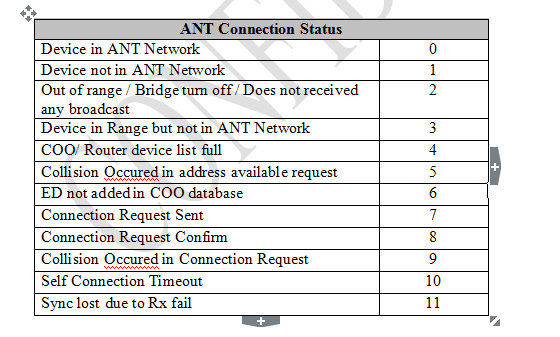 ANT Connection Status
Device in ANT Network 0
Device not in ANT Network 1
Out of range / Bridge turn off / Does not received 2
any broadcast
Device in Range but not in ANT Network 3
COO/ Router device list full 4
Collision Occured in address available request 5
ED not added in COO database 6
Connection Request Sent 7
Connection Request Confirm 8
Collision Occured in Connection Request 9
Self Connection Timeout 10
Sync lost due to Rx fail 11